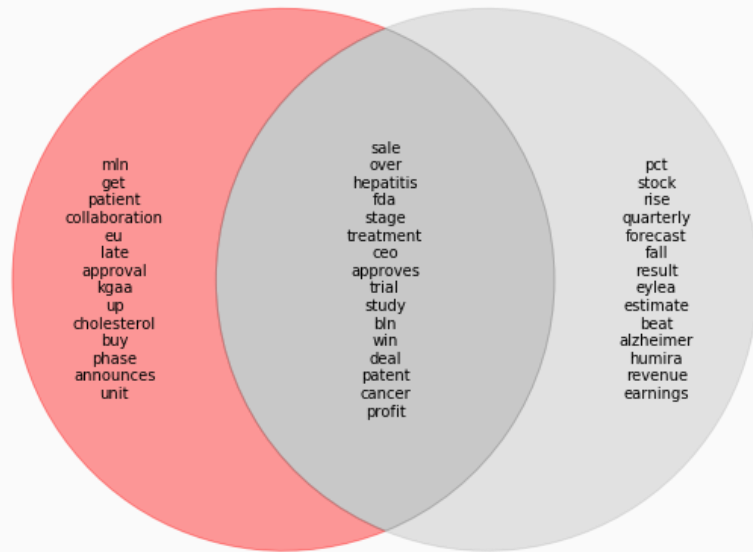 mln
get
patient
collaboration
eu
late
approval
kgaa
up
cholesterol
buy
phase
announces
unit
sale
over
hepatitis
fda
stage
treatment
ceo
approves
trial
study
bln
win
deal
patent
cancer
profit
pct
stock
rise
quarterly
forecast
fall
result
eylea
estimate
beat
alzheimer
humira
revenue
earnings